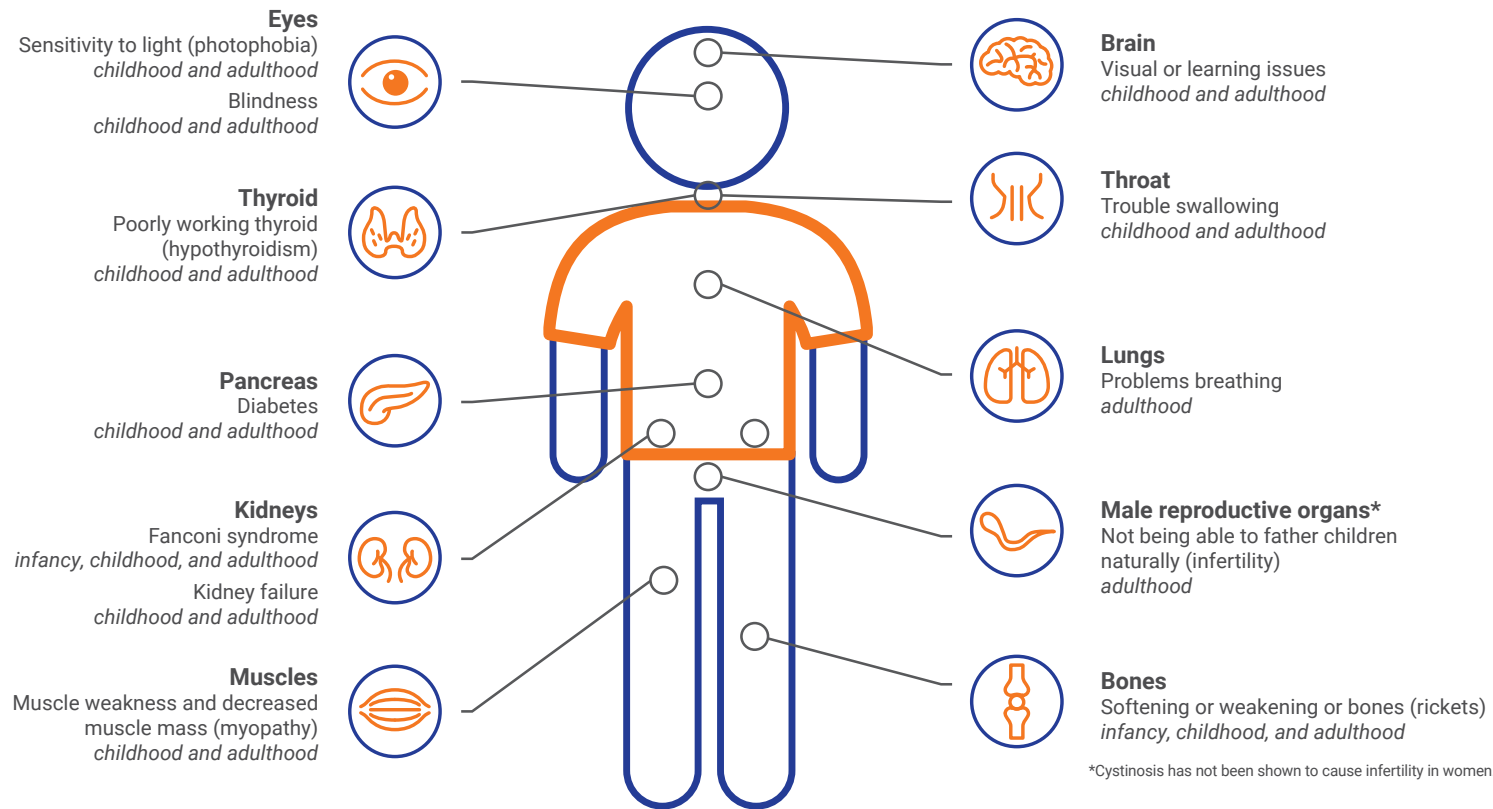 Eyes
Sensitivity to light (photophobia)
childhood and adulthood
Blindness
childhood and adulthood
Thyroid
Poorly working thyroid
(hypothyroidism)
childhood and adulthood
Pancreas
Diabetes
childhood and adulthood
Kidneys
Fanconi syndrome
infancy, childhood, and adulthood
Kidney failure
childhood and adulthood
Muscles
Muscle weakness and decreased
muscle mass (myopathy)
childhood and adulthood
Brain
Visual or learning issues
childhood and adulthood
Throat
Trouble swallowing
childhood and adulthood
Lungs
Problems breathing
adulthood
Male reproductive organs*
Not being able to father children
naturally (infertility)
adulthood
Bones
Softening or weakening or bones (rickets)
infancy, childhood, and adulthood
*Cystinosis has not been shown to cause infertility in women